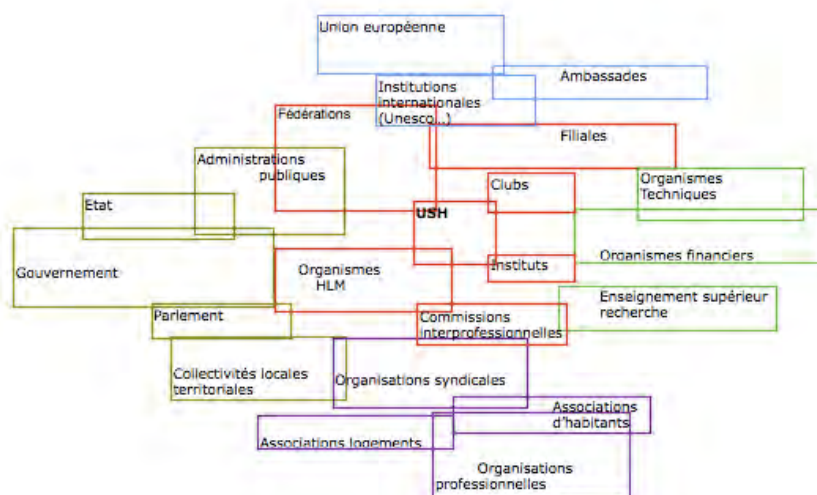 Union européenne
Ambassades
Institutions
internationales
(Unesco...)
Fédérations
Filiales
Administrations
publiques
Organismes
Techniques
Clubs
Etat
USH
Organismes financiers
Instituts
Gouvernement
Organismes
HLM
Enseignement supérieur
recherche
Parlement
Commissions
interprofessionnelles
Collectivités locales
territoriales
Organisations syndicales
Associations
d'habitants
Associations logements
Organisations
professionnelles